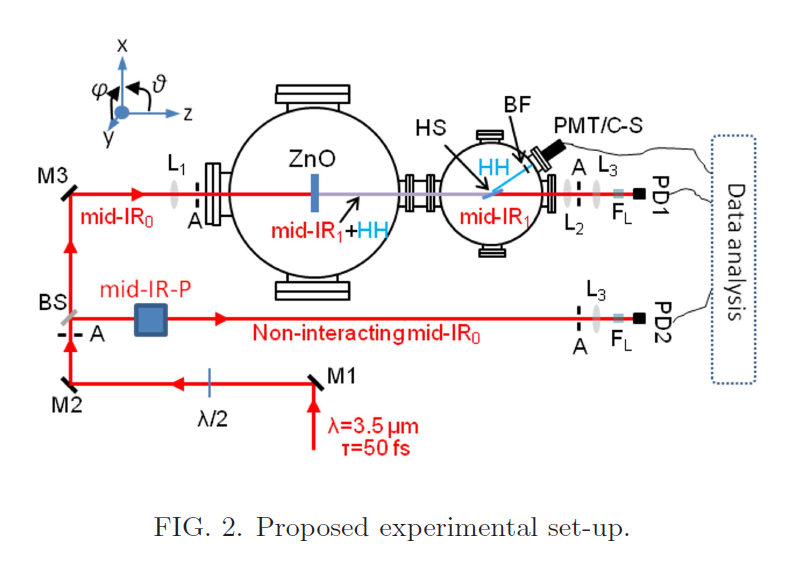 x
φ
ϑ
z
y
BF
HS
PMT/C-S
M3
L1
ZnO
HH
A
L3
mid-IR0
A
mid-IR1+HH
mid-IR1
L2
FL
PD1
Data analysis
BS
mid-IR-P
L3
A
Non-interacting mid-IR0
A
FL
PD2
M2
λ/2
M1
λ=3.5 μm
τ=50 fs
FIG. 2. Proposed experimental set-up.